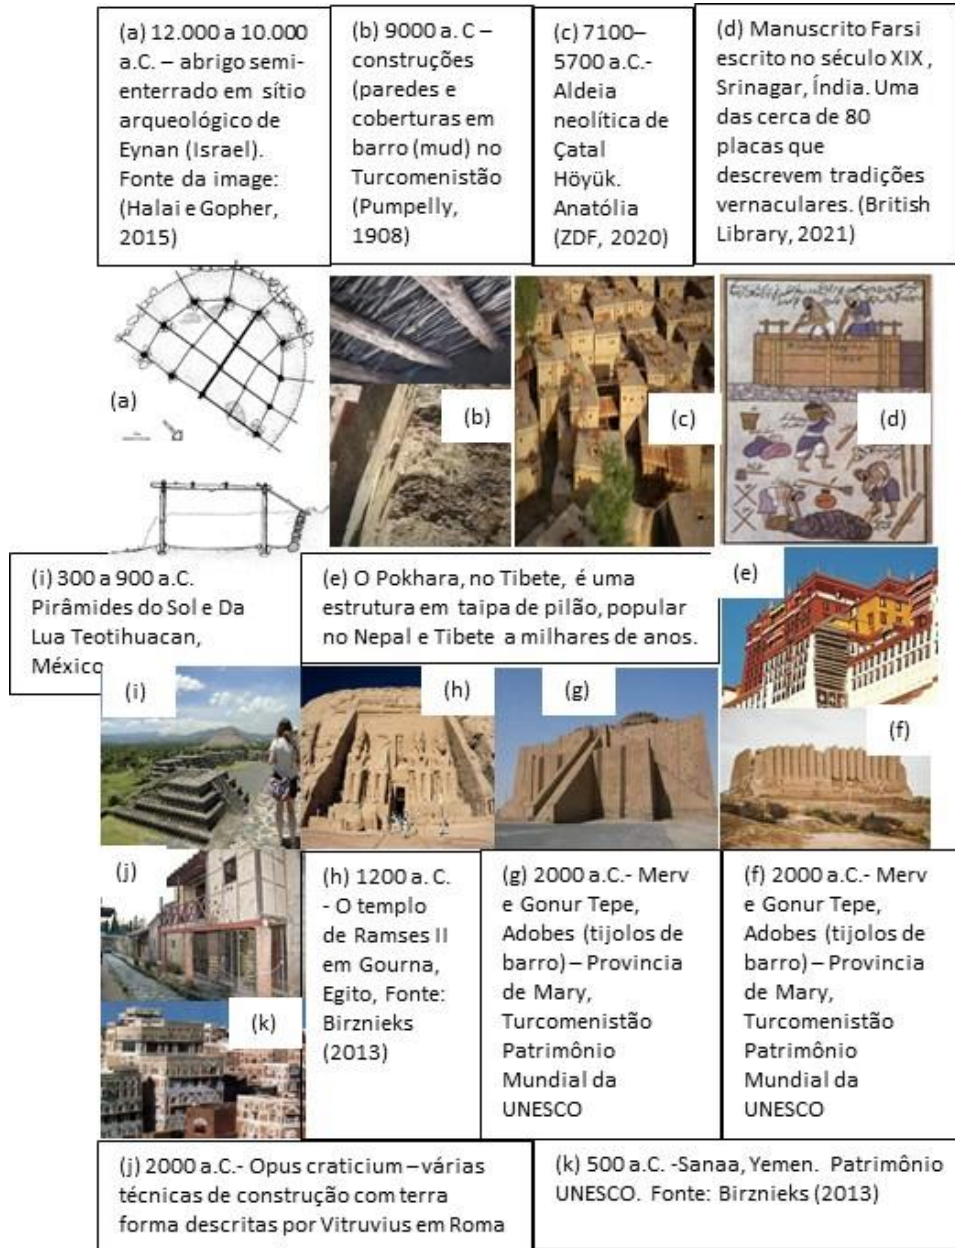 (a) 12.000 a 10.000
a.C. – abrigo semi-
enterrado em sítio
arqueológico de
Eynan (Israel).
Fonte da image:
(Halai e Gopher,
2015)
(b) 9000 a. C –
construções
(paredes e
coberturas em
barro (mud) no
Turcomenistão
(Pumpelly,
1908)
(c) 7100–
5700 a.C.-
Aldeia
neolítica de
Çatal
Höyük.
Anatólia
(ZDF, 2020)
(d) Manuscrito Farsi
escrito no século XIX ,
Srinagar, Índia. Uma
das cerca de 80
placas que
descrevem tradições
vernaculares. (British
Library, 2021)
(a)
(b)
(c)
(d)
(i) 300 a 900 a.C.
Pirâmides do Sol e Da
Lua Teotihuacan,
México
(e) O Pokhara, no Tibete, é uma
estrutura em taipa de pilão, popular
no Nepal e Tibete a milhares de anos.
(e)
(i)
(h)
(g)
(f)
(j)
(k)
(h) 1200 a. C.
- O templo
de Ramses II
em Gourna,
Egito, Fonte:
Birznieks
(2013)
(g) 2000 a.C.- Merv
e Gonur Tepe,
Adobes (tijolos de
barro) – Provincia
de Mary,
Turcomenistão
Patrimônio
Mundial da
UNESCO
(f) 2000 a.C.- Merv
e Gonur Tepe,
Adobes (tijolos de
barro) – Provincia
de Mary,
Turcomenistão
Patrimônio
Mundial da
UNESCO
(j) 2000 a.C.- Opus craticium – várias
técnicas de construção com terra
forma descritas por Vitruvius em Roma
(k) 500 a.C. -Sanaa, Yemen. Patrimônio
UNESCO. Fonte: Birznieks (2013)